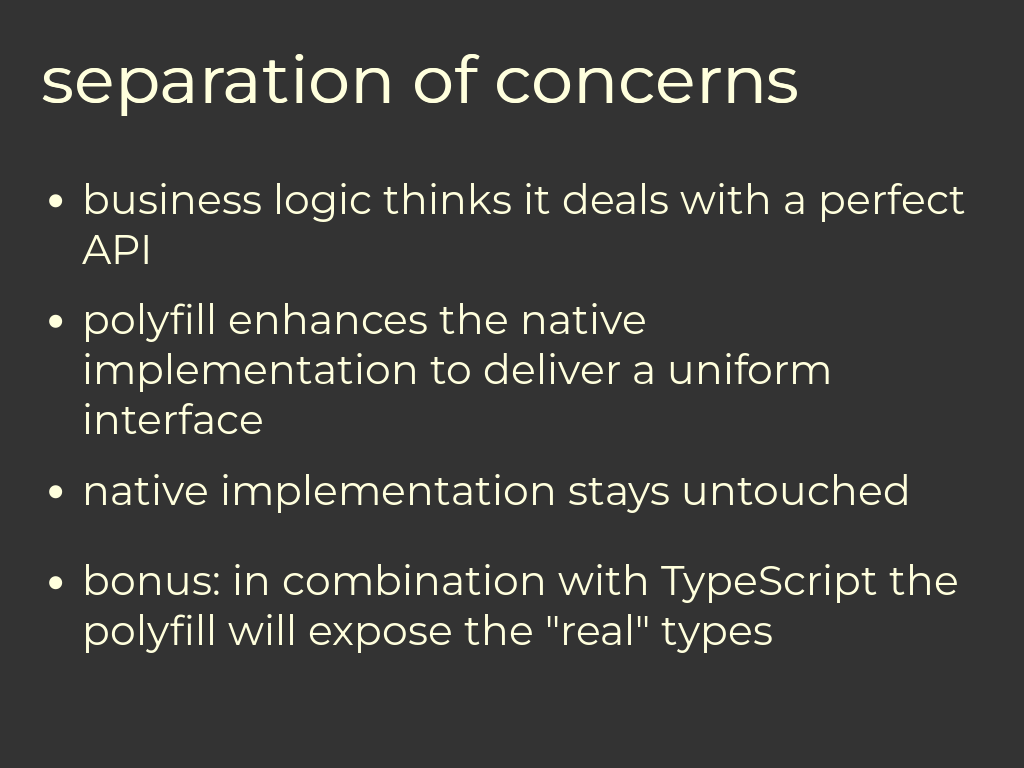 separation of concerns
• business logic thinks it deals with a perfect
API
• polyfill enhances the native
implementation to deliver a uniform
interface
• native implementation stays untouched
• bonus: in combination with TypeScript the
polyfill will expose the "real" types